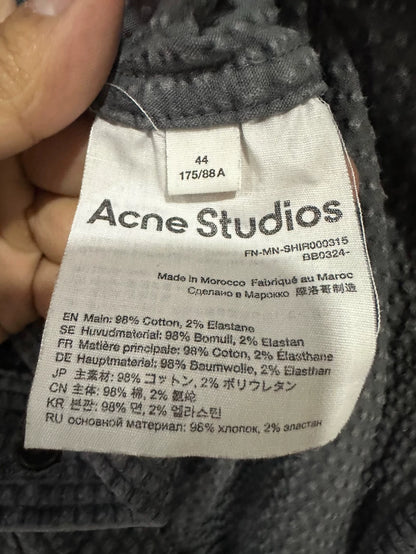 44
175/88A
Acne Studios
FN-MN-SHIR000315
BB0324-
Made in Morocco Fabriqué au Maroc
Сделано в Марокко 摩洛哥制造
EN Main: 98% Cotton, 2% Elastane
SE Huvudmaterial: 98% Bomull, 2% Elastan
FR Matière principale: 98% Coton, 2% Élasthane
DE Hauptmaterial: 98% Baumwolle, 2% Elasthan
JP 主素材: 98% コットン, 2% ポリウレタン
CN 主体: 98% 棉, 2% 氨纶
KR 본판: 98% 면, 2% 엘라스틴
RU основной материал: 98% хлопок, 2% эластан